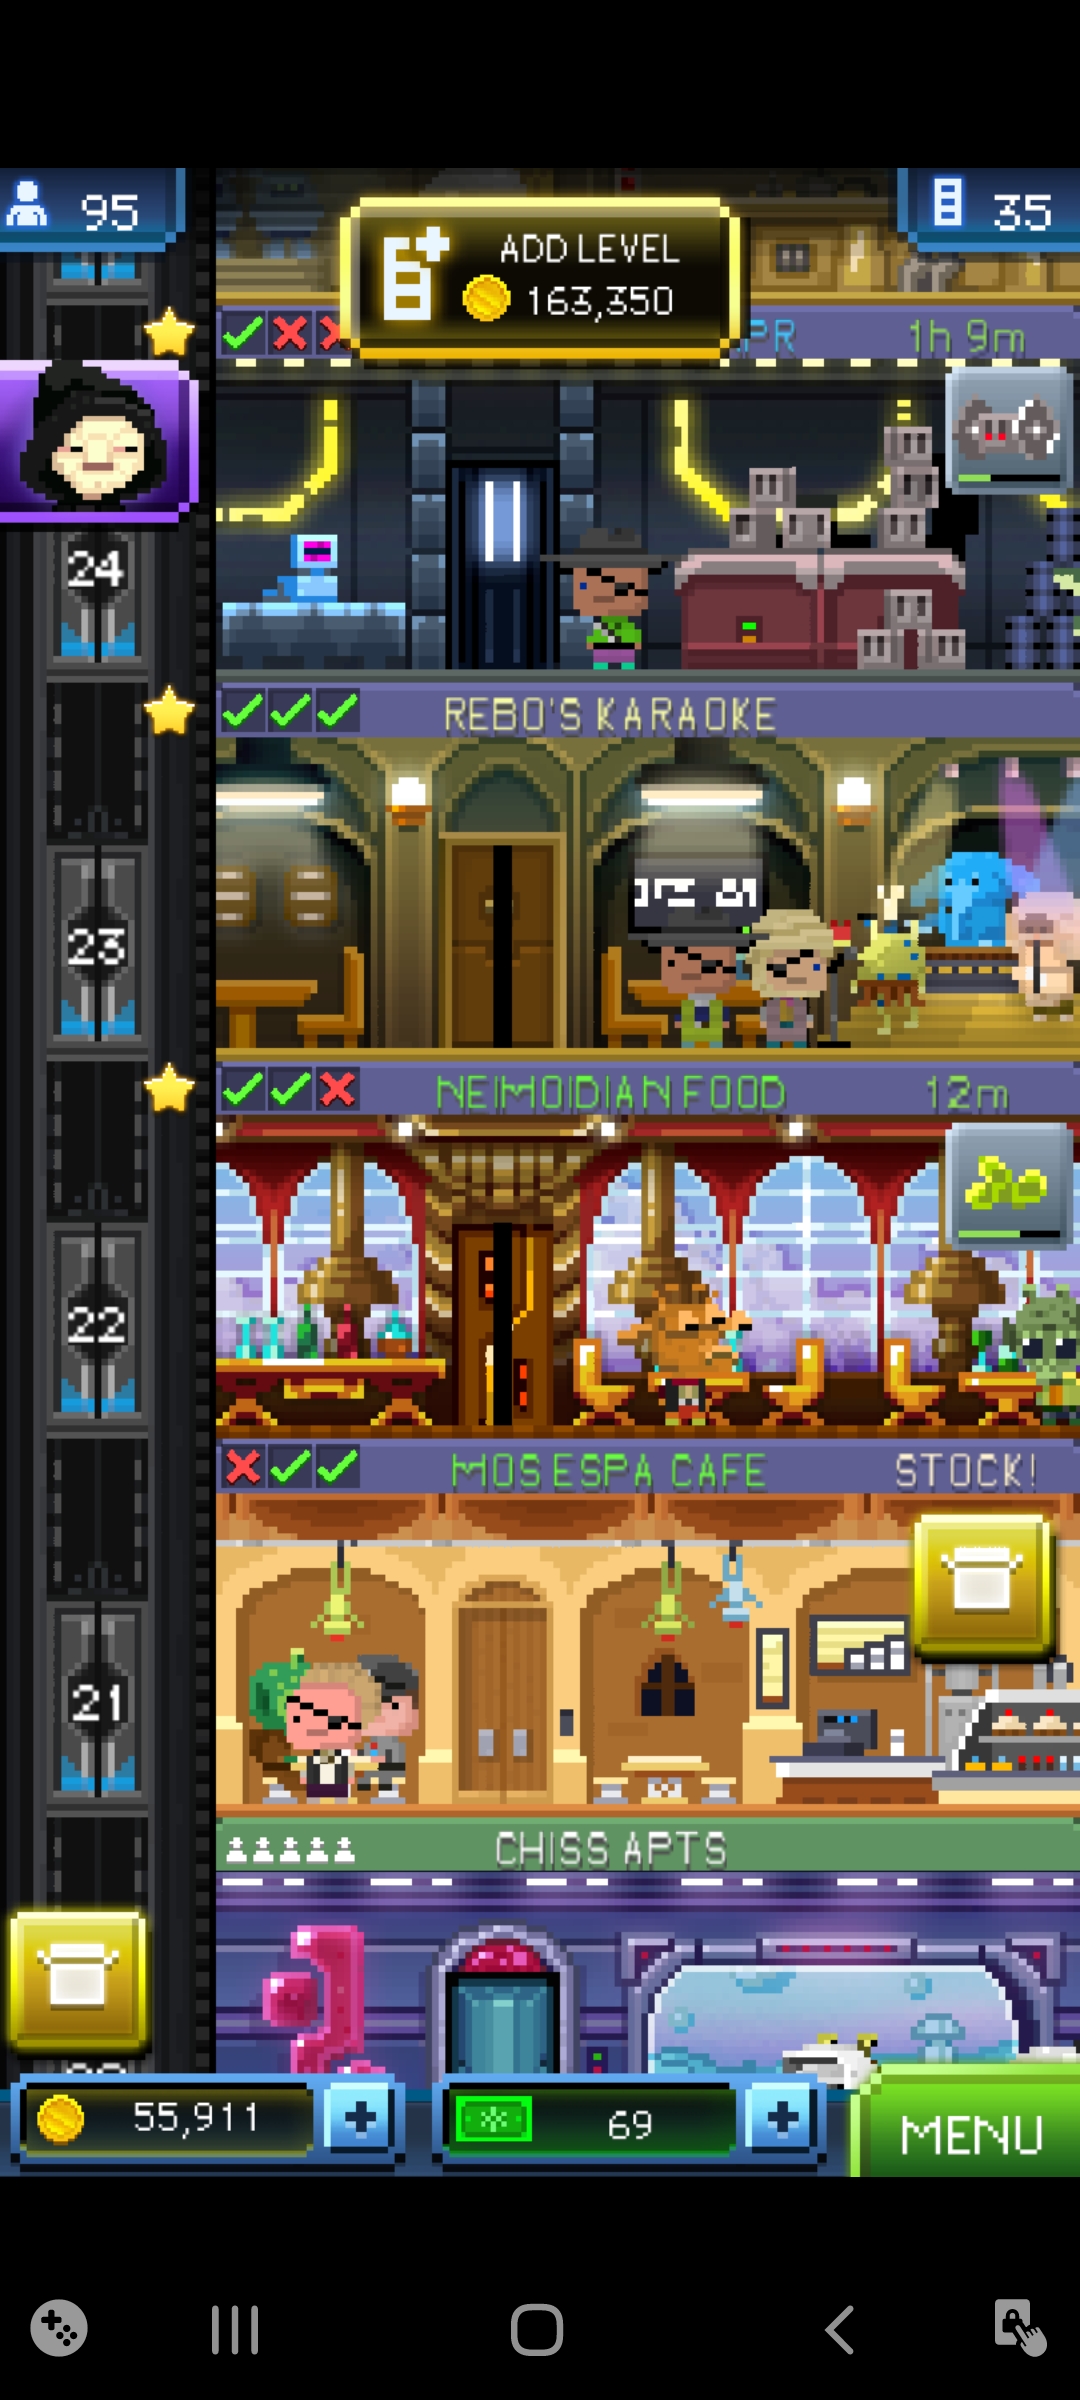 95
ADD LEVEL
163,350
35
PR
1h 9m
24
REBO'S KARAOKE
23
NEIMOIDIAN FOOD
12m
22
MOS ESPA CAFE
STOCK!
21
CHISS APTS
55,911
69
MENU